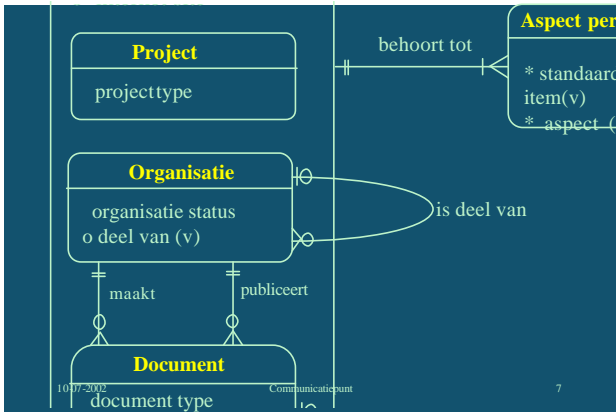 Project
projecttype
behoort tot
Aspect per
* standaard
item(v)
* aspect (
Organisatie
organisatie status
o deel van (v)
is deel van
maakt
publiceert
Document
10-07-2002
Communicatiepunt
7
document type